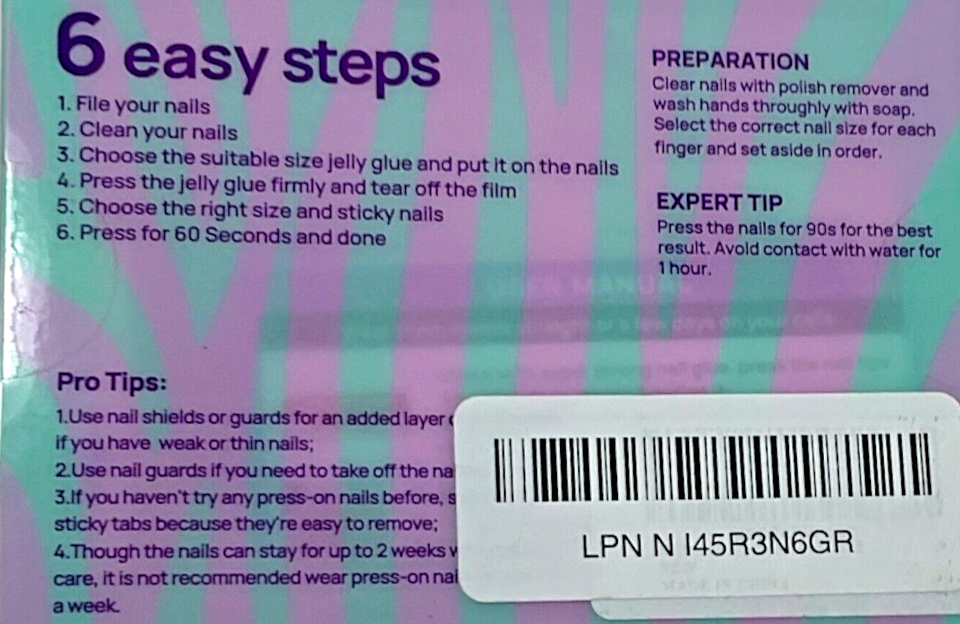 6 easy steps
1. File your nails
2. Clean your nails
3. Choose the suitable size jelly glue and put it on the nails
4. Press the jelly glue firmly and tear off the film
5. Choose the right size and sticky nails
6. Press for 60 Seconds and done
PREPARATION
Clear nails with polish remover and
wash hands throughly with soap.
Select the correct nail size for each
finger and set aside in order.
EXPERT TIP
Press the nails for 90s for the best
result. Avoid contact with water for
1 hour.
Pro Tips:
1.Use nail shields or guards for an added layer
if you have weak or thin nails;
2.Use nail guards if you need to take off the
3.If you haven't try any press-on nails before,
sticky tabs because they're easy to remove;
4.Though the nails can stay for up to 2 weeks
care, it is not recommended wear press-on
a week.
LPN N I45R3N6GR